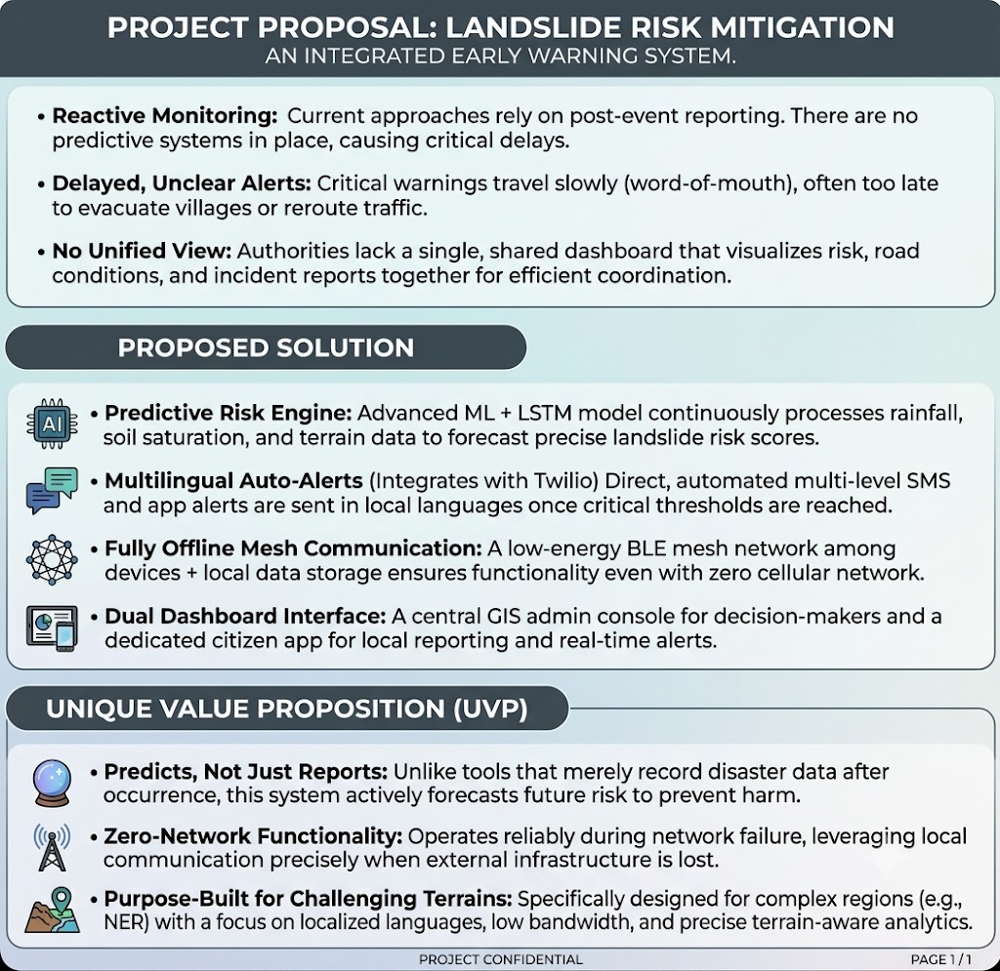 PROJECT PROPOSAL: LANDSLIDE RISK MITIGATION
AN INTEGRATED EARLY WARNING SYSTEM.
• Reactive Monitoring: Current approaches rely on post-event reporting. There are no
predictive systems in place, causing critical delays.
• Delayed, Unclear Alerts: Critical warnings travel slowly (word-of-mouth), often too late
to evacuate villages or reroute traffic.
• No Unified View: Authorities lack a single, shared dashboard that visualizes risk, road
conditions, and incident reports together for efficient coordination.
PROPOSED SOLUTION
AI
• Predictive Risk Engine: Advanced ML + LSTM model continuously processes rainfall,
soil saturation, and terrain data to forecast precise landslide risk scores.
• Multilingual Auto-Alerts (Integrates with Twilio) Direct, automated multi-level SMS
and app alerts are sent in local languages once critical thresholds are reached.
• Fully Offline Mesh Communication: A low-energy BLE mesh network among
devices + local data storage ensures functionality even with zero cellular network.
• Dual Dashboard Interface: A central GIS admin console for decision-makers and a
dedicated citizen app for local reporting and real-time alerts.
UNIQUE VALUE PROPOSITION (UVP)
• Predicts, Not Just Reports: Unlike tools that merely record disaster data after
occurrence, this system actively forecasts future risk to prevent harm.
• Zero-Network Functionality: Operates reliably during network failure, leveraging local
communication precisely when external infrastructure is lost.
• Purpose-Built for Challenging Terrains: Specifically designed for complex regions (e.g.,
NER) with a focus on localized languages, low bandwidth, and precise terrain-aware analytics.
PROJECT CONFIDENTIAL
PAGE 1 / 1